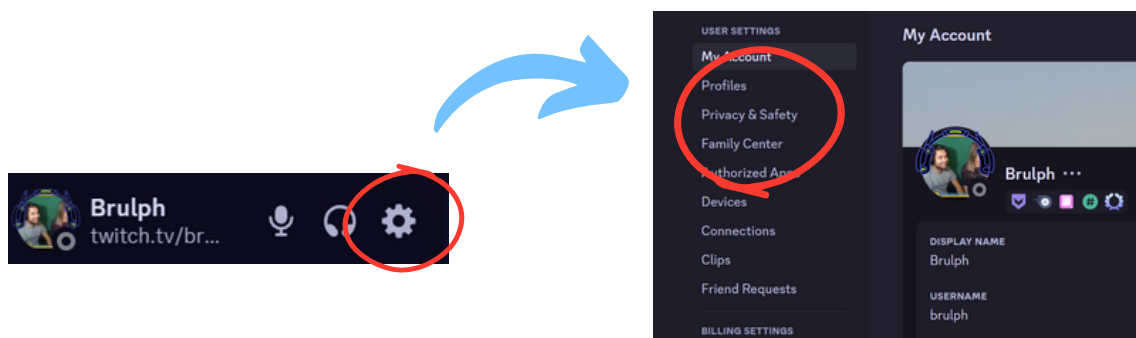 Brulph
twitch.tv/br...
USER SETTINGS
My Account
Profiles
Privacy & Safety
Family Center
Authorized Apps
Devices
Connections
Clips
Friend Requests
BILLING SETTINGS
My Account
Brulph
DISPLAY NAME
Brulph
USERNAME
brulph